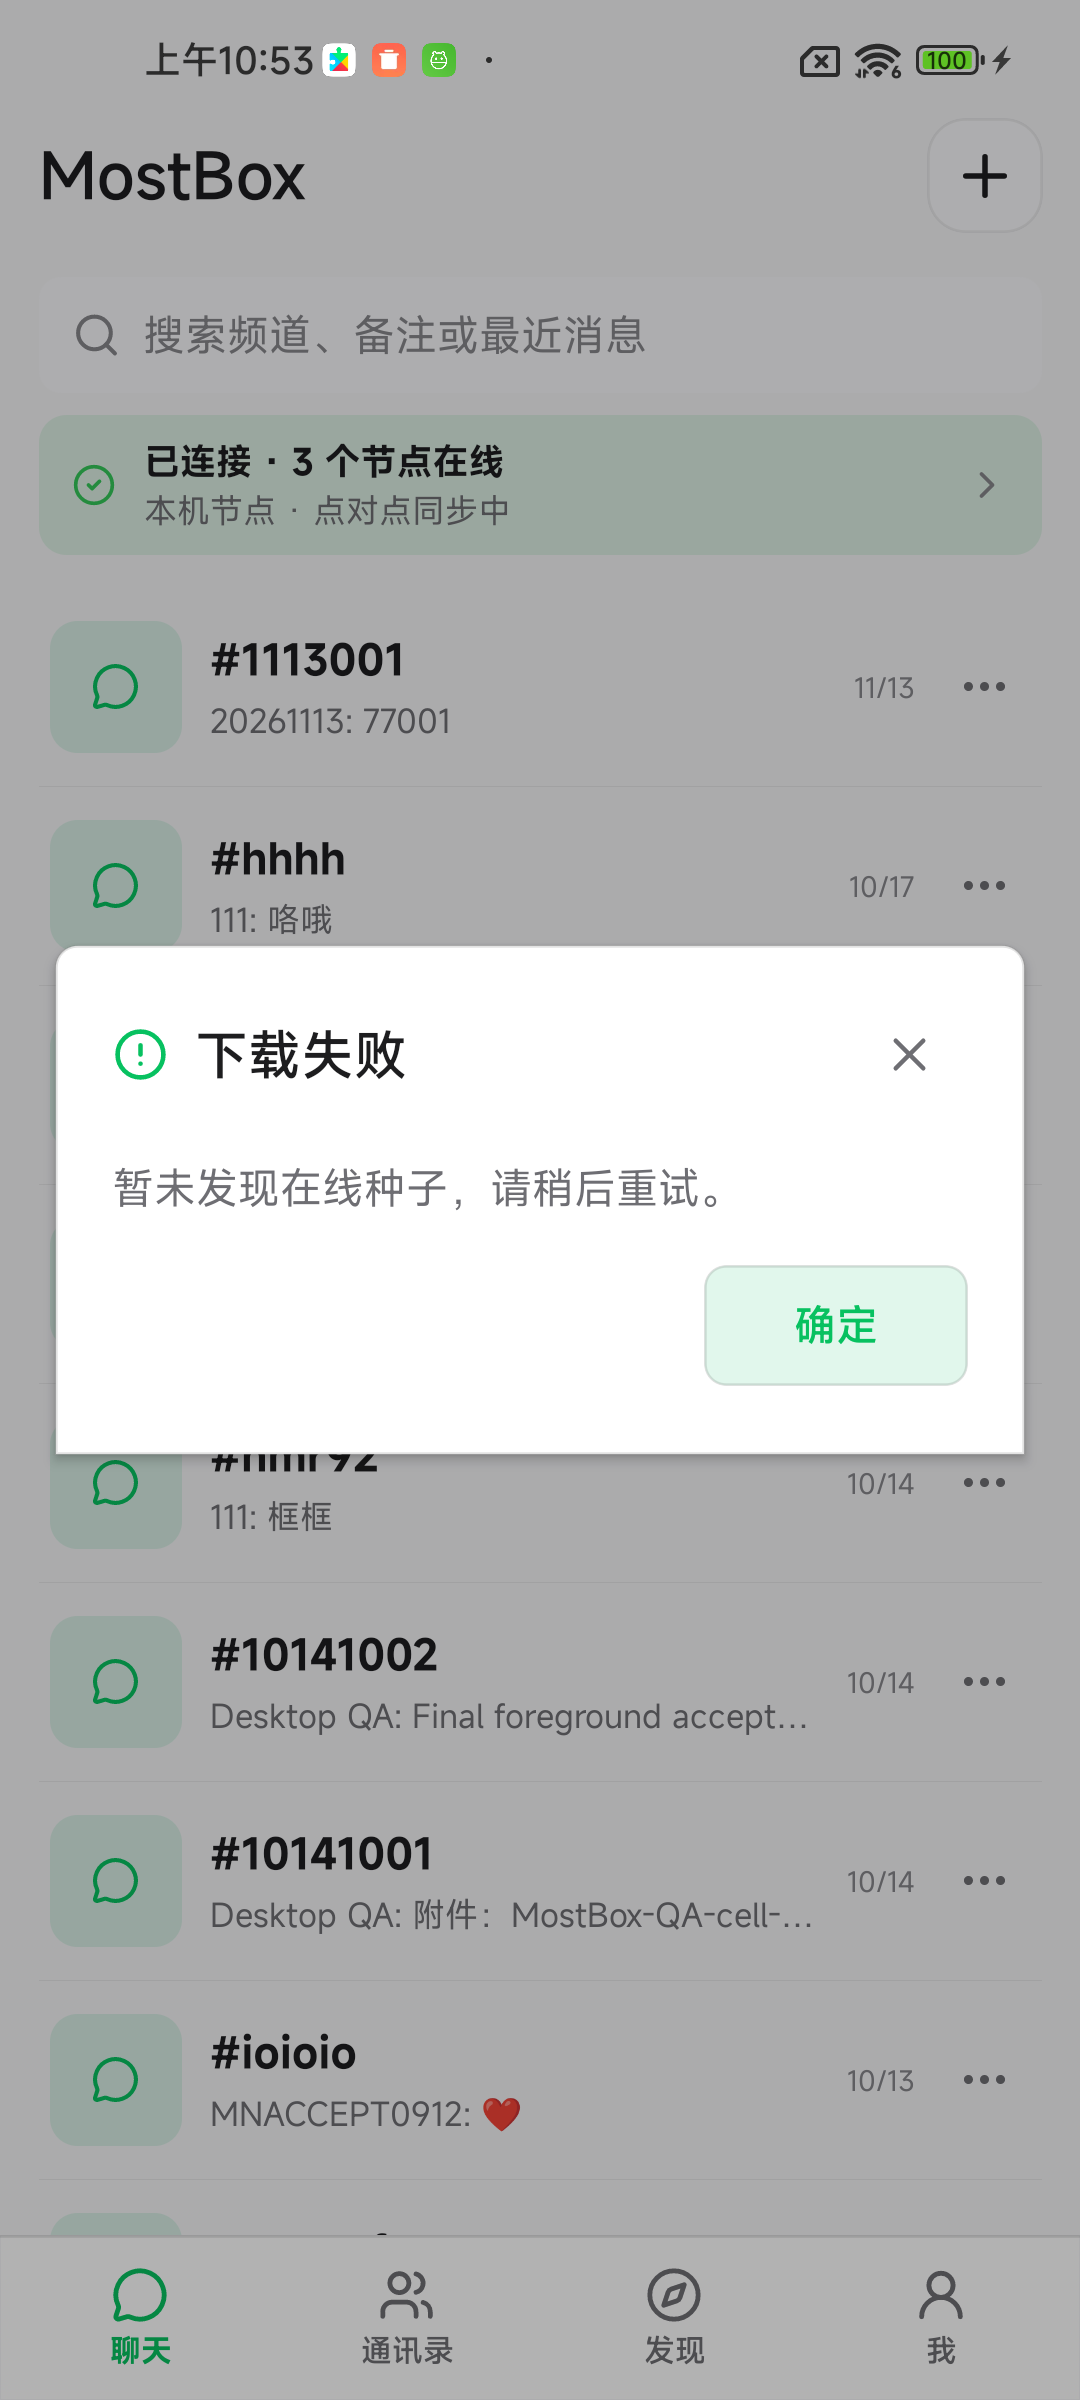 上午10:53
100
MostBox
搜索频道、备注或最近消息
已连接 · 3 个节点在线
本机节点 · 点对点同步中
#1113001
11/13
20261113: 77001
#hhhh
10/17
111: 咯哦
下载失败
暂未发现在线种子，请稍后重试。
确定
10/14
111: 框框
#10141002
10/14
Desktop QA: Final foreground accept...
#10141001
10/14
Desktop QA: 附件：MostBox-QA-cell-...
#ioioio
10/13
MNACCEPT0912: ❤️
聊天
通讯录
发现
我